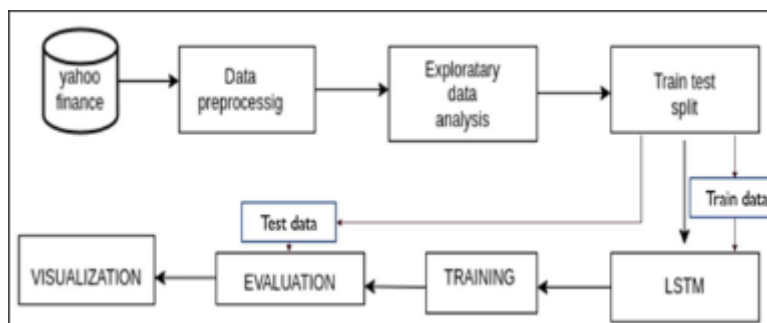 yahoo
finance
Data
preprocessig
Exploratary
data
analysis
Train test
split
Test data
Train data
VISUALIZATION
EVALUATION
TRAINING
LSTM